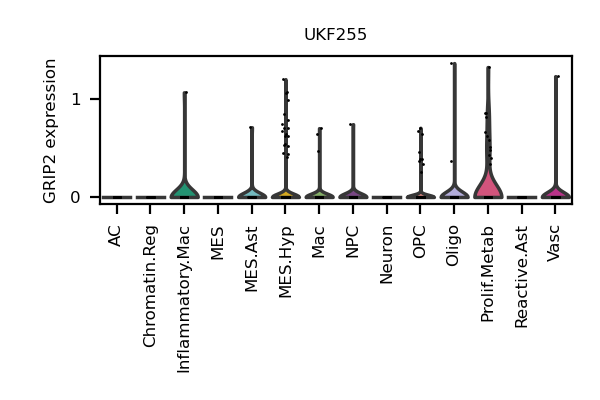 UKF255
GRIP2 expression
1
0
AC
Chromatin.Reg
Inflammatory.Mac
MES
MES.Ast
MES.Hyp
Mac
NPC
Neuron
OPC
Oligo
Prolif.Metab
Reactive.Ast
Vasc